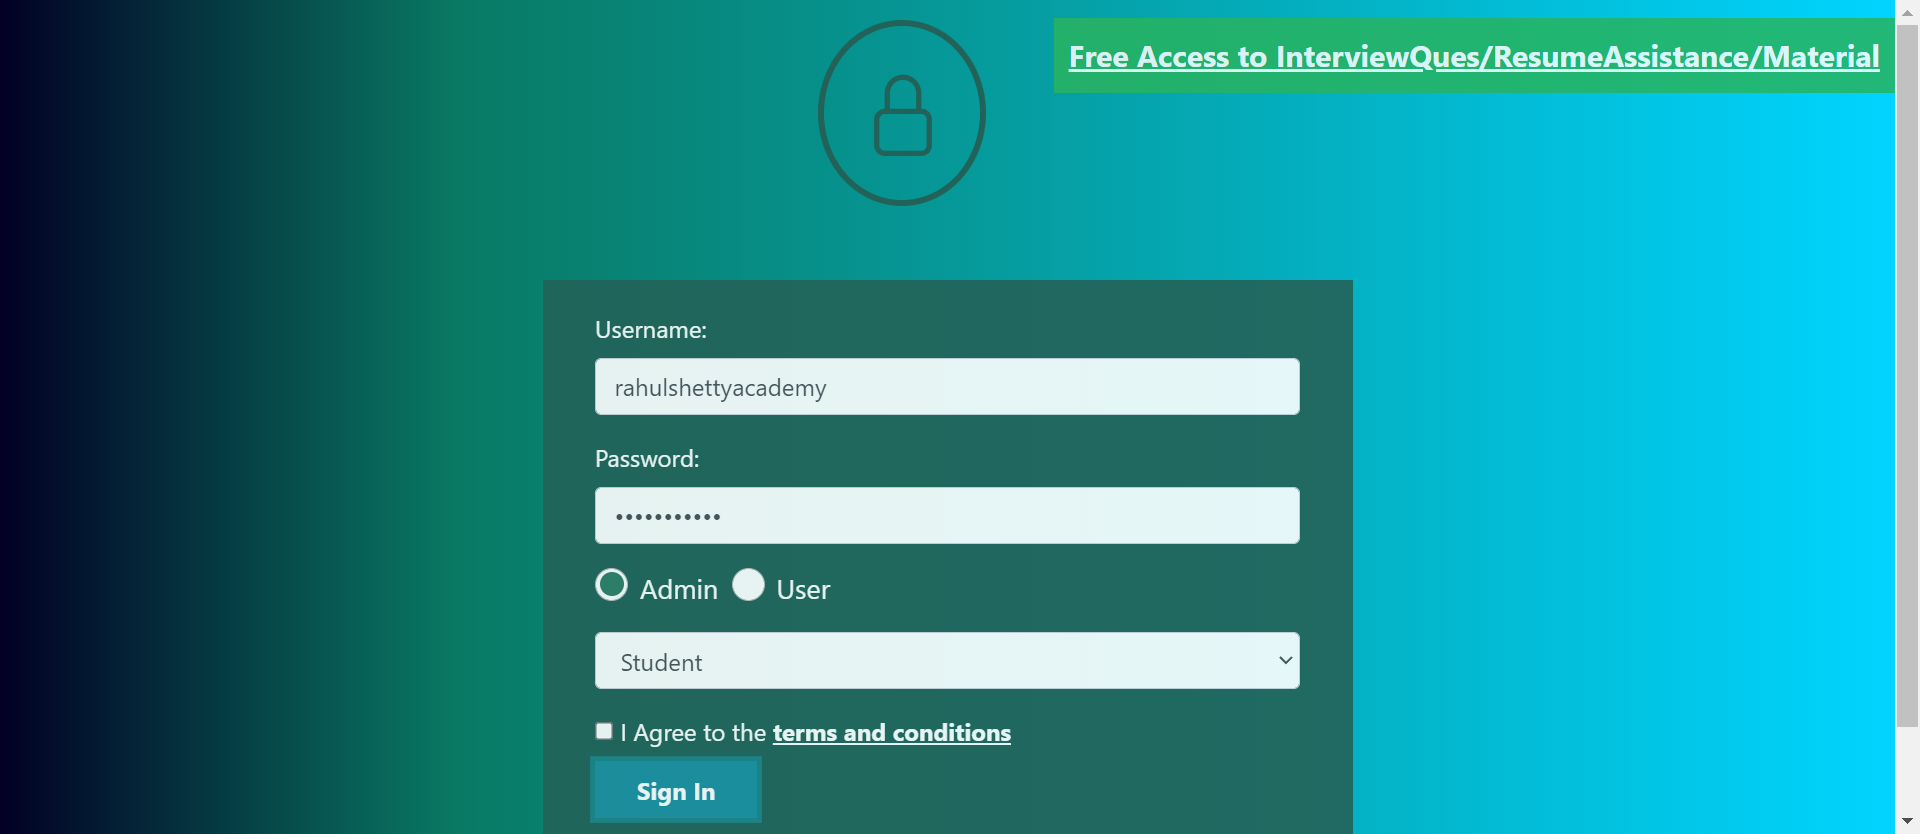 Free Access to InterviewQues/ResumeAssistance/Material
Username:
rahulshettyacademy
Password:
•••••••••••
Admin User
Student
I Agree to the terms and conditions
Sign In